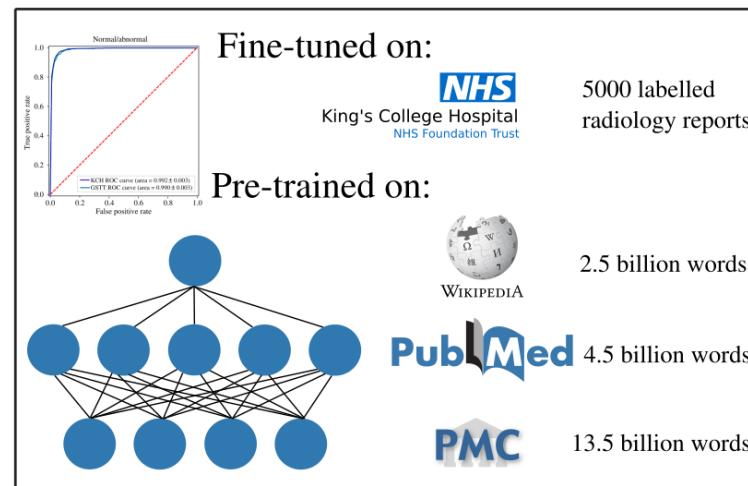 Normal/abnormal
1.0
0.8
0.6
0.4
0.2
0.0
True positive rate
KCH ROC curve (area = 0.992 ± 0.003)
GSTT ROC curve (area = 0.990 ± 0.003)
0.0 0.2 0.4 0.6 0.8 1.0
False positive rate
Fine-tuned on:
NHS
King's College Hospital
NHS Foundation Trust
5000 labelled
radiology reports
Pre-trained on:
Ω W И
WIKIPEDIA
2.5 billion words
PubMed
4.5 billion words
PMC
13.5 billion words